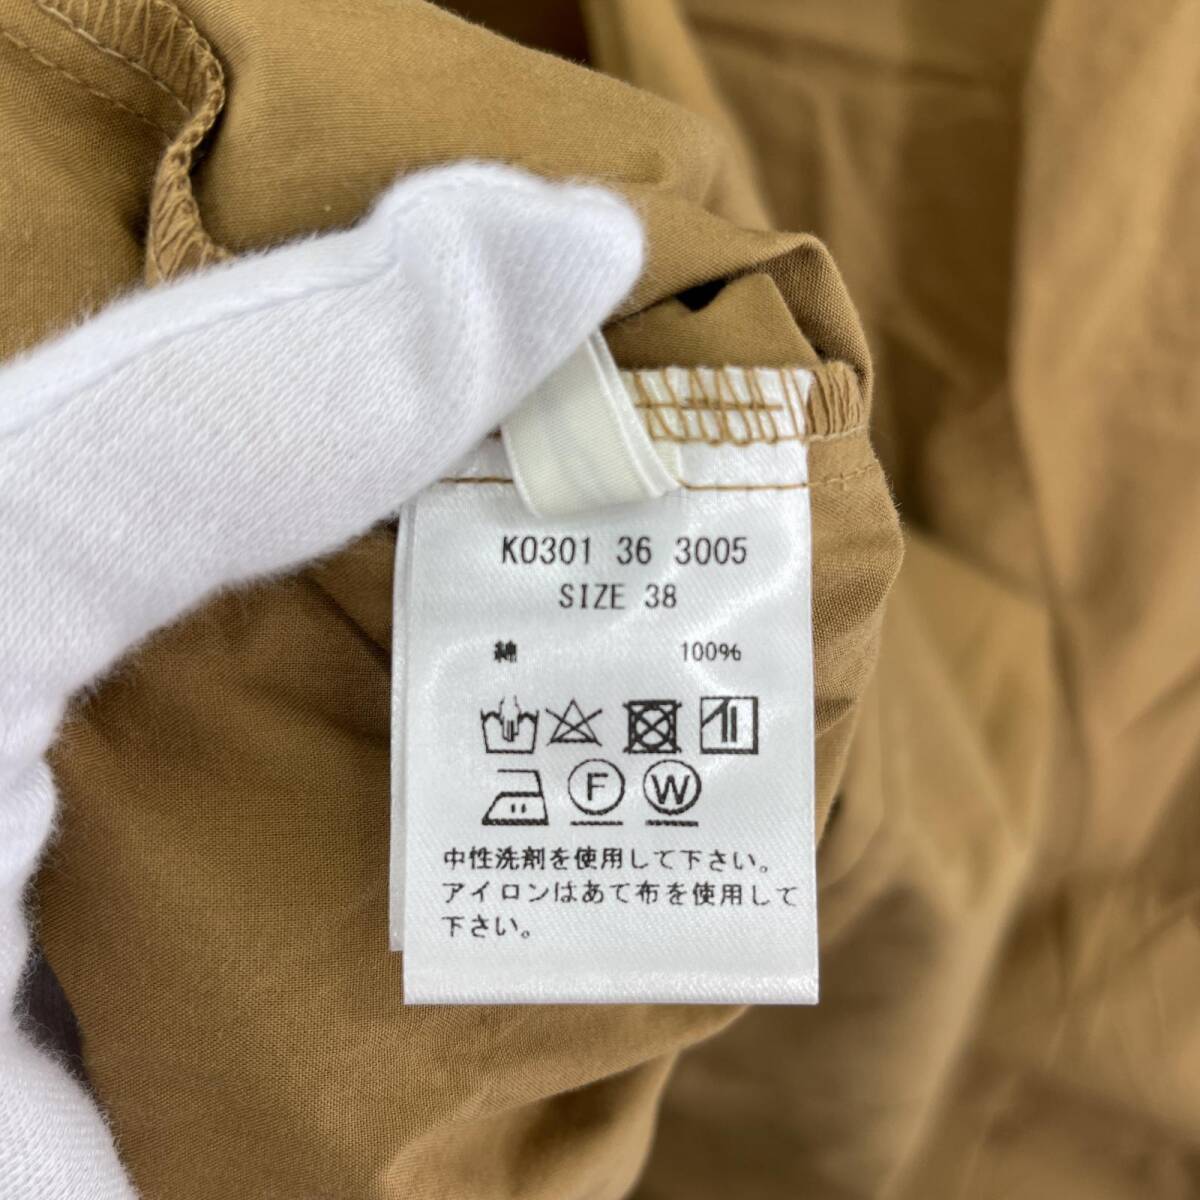 K0301 36 3005
SIZE 38
綿 100%
F W
中性洗剤を使用して下さい。
アイロンはあて布を使用して
下さい。